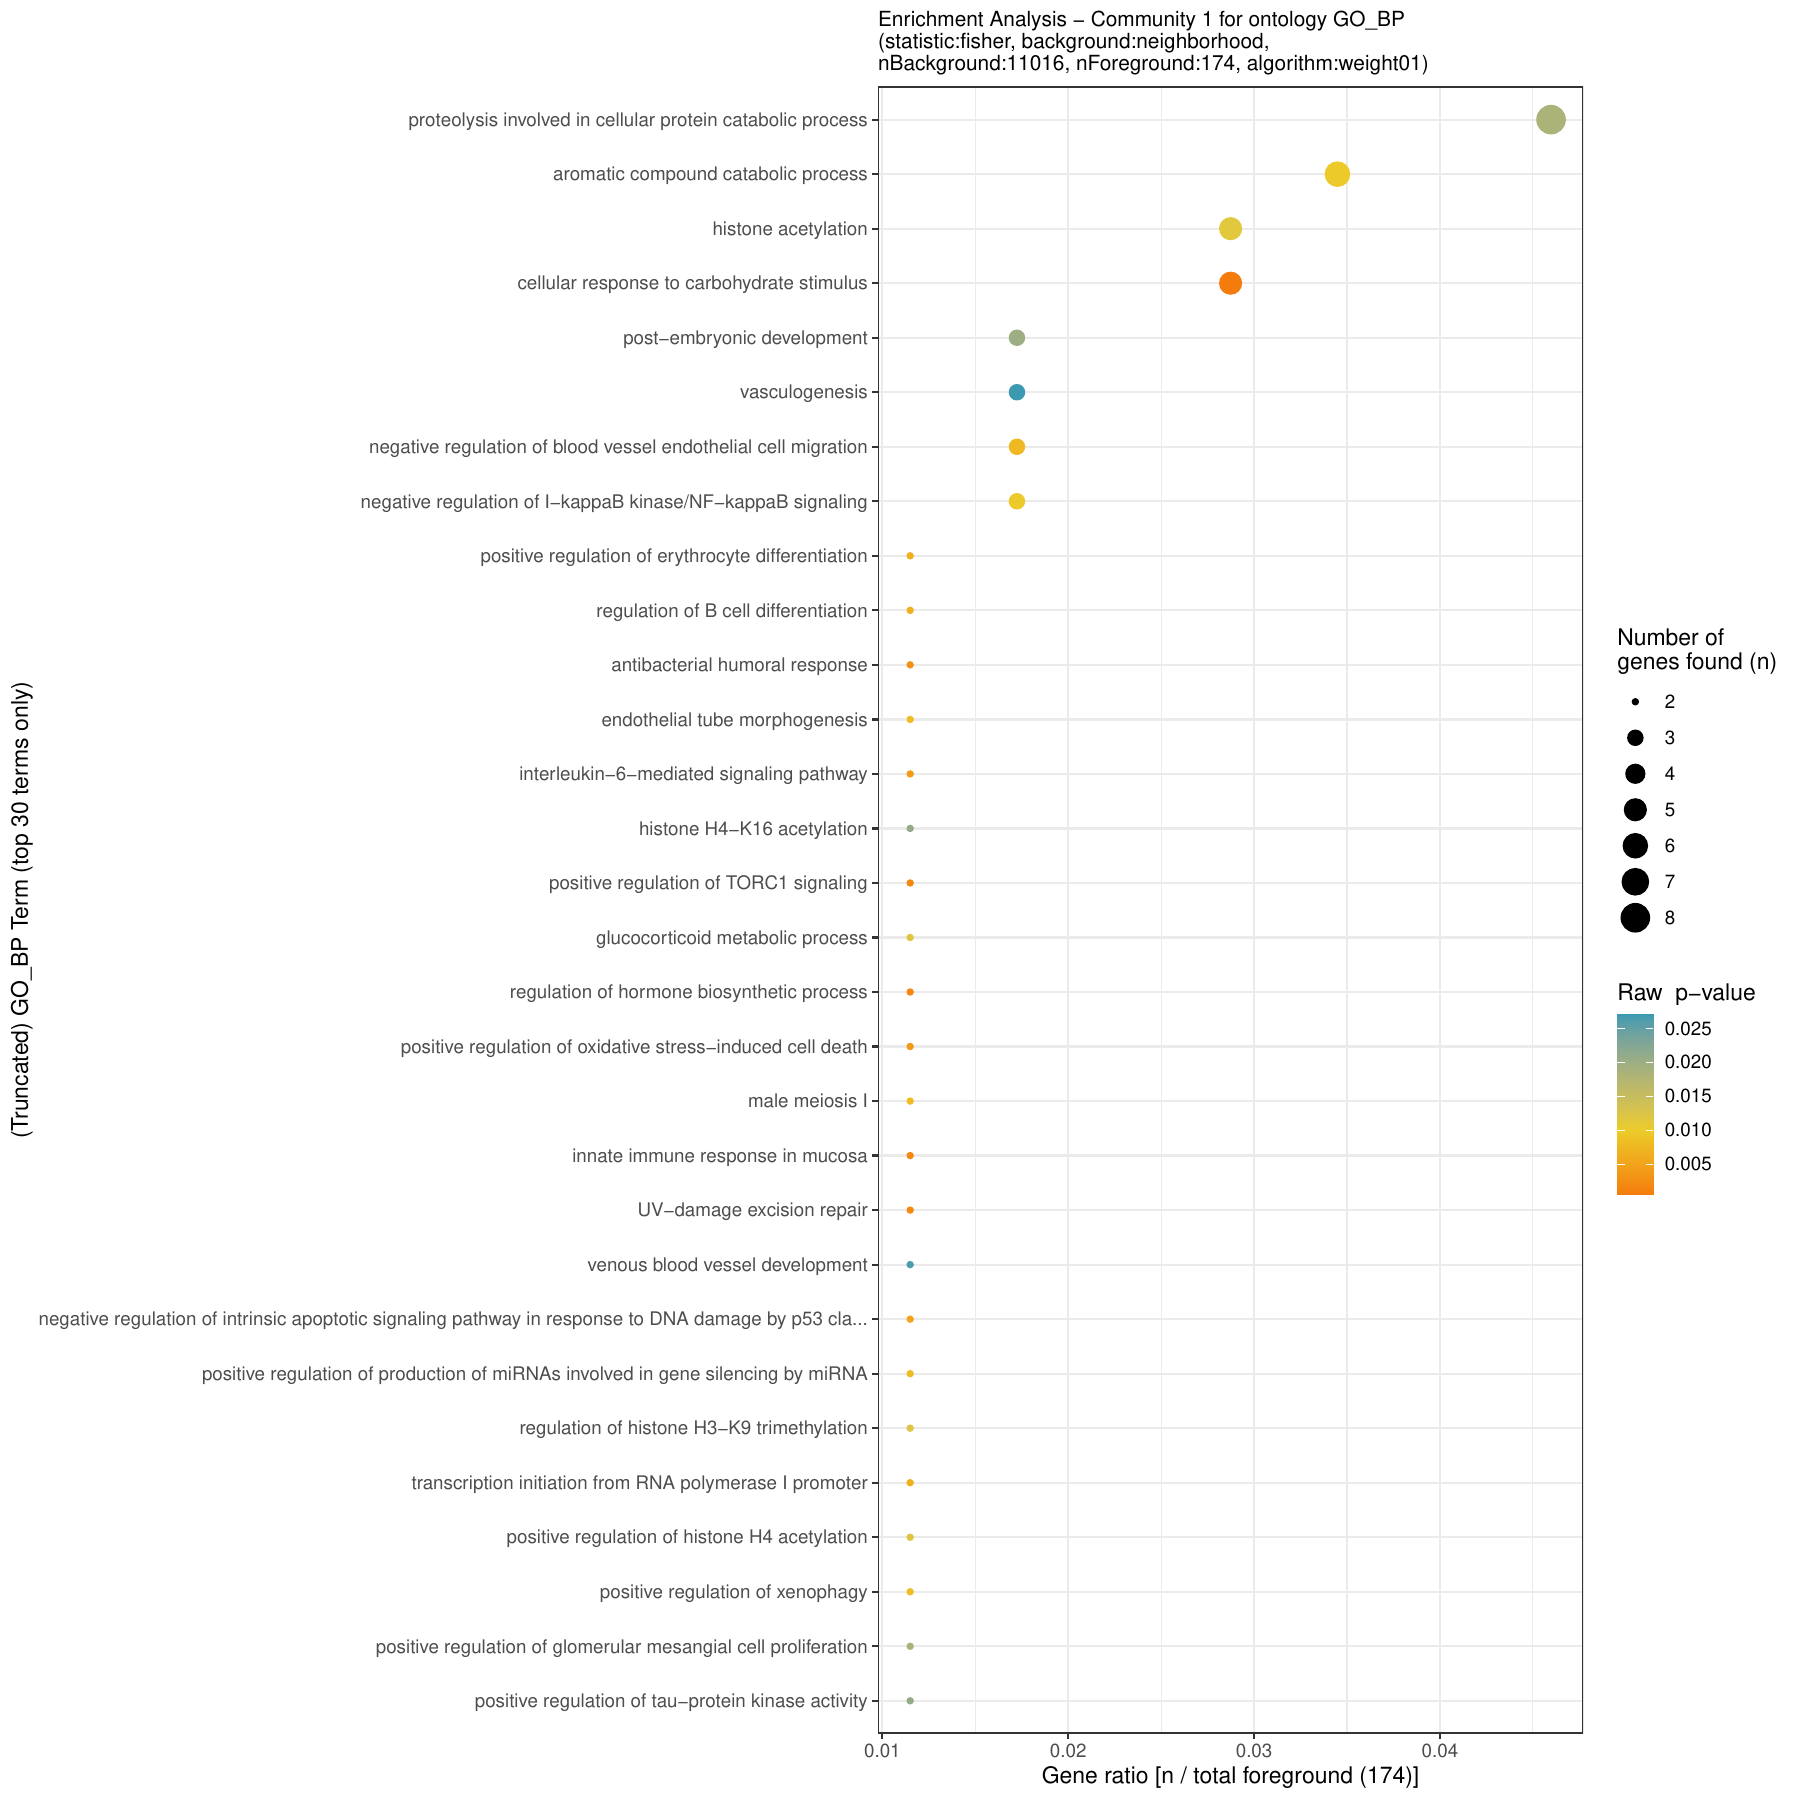 Enrichment Analysis − Community 1 for ontology GO_BP
(statistic:fisher, background:neighborhood,
nBackground:11016, nForeground:174, algorithm:weight01)
(Truncated) GO_BP Term (top 30 terms only)
proteolysis involved in cellular protein catabolic process
aromatic compound catabolic process
histone acetylation
cellular response to carbohydrate stimulus
post−embryonic development
vasculogenesis
negative regulation of blood vessel endothelial cell migration
negative regulation of I−kappaB kinase/NF−kappaB signaling
positive regulation of erythrocyte differentiation
regulation of B cell differentiation
antibacterial humoral response
endothelial tube morphogenesis
interleukin−6−mediated signaling pathway
histone H4−K16 acetylation
positive regulation of TORC1 signaling
glucocorticoid metabolic process
regulation of hormone biosynthetic process
positive regulation of oxidative stress−induced cell death
male meiosis I
innate immune response in mucosa
UV−damage excision repair
venous blood vessel development
negative regulation of intrinsic apoptotic signaling pathway in response to DNA damage by p53 cla...
positive regulation of production of miRNAs involved in gene silencing by miRNA
regulation of histone H3−K9 trimethylation
transcription initiation from RNA polymerase I promoter
positive regulation of histone H4 acetylation
positive regulation of xenophagy
positive regulation of glomerular mesangial cell proliferation
positive regulation of tau−protein kinase activity
0.01
0.02
0.03
0.04
Gene ratio [n / total foreground (174)]
Number of
genes found (n)
2
3
4
5
6
7
8
Raw p−value
0.025
0.020
0.015
0.010
0.005